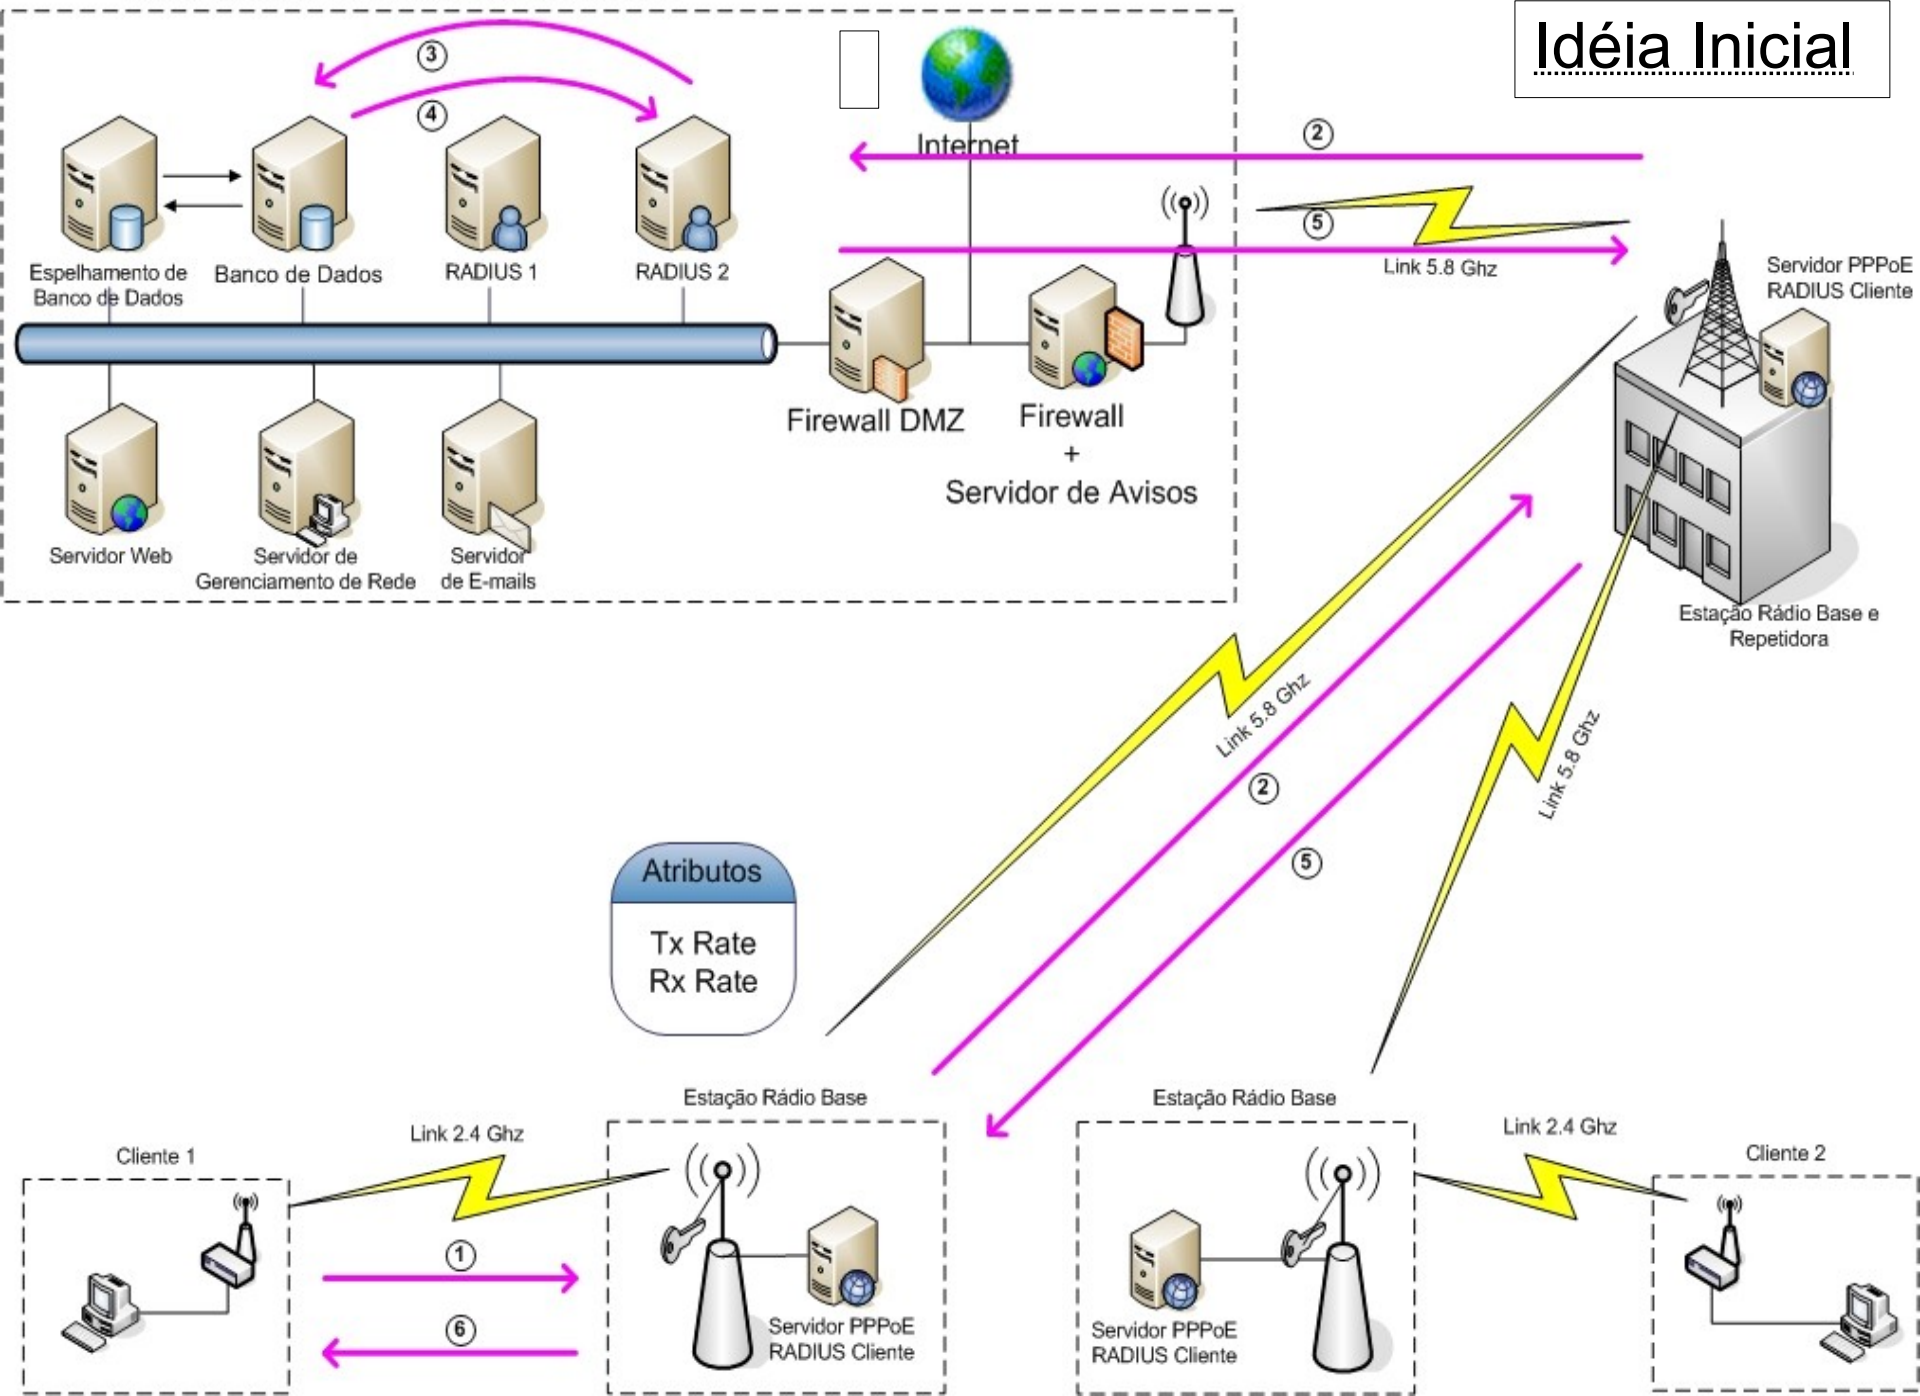 Idéia Inicial
3
4
Internet
2
5
Link 5.8 Ghz
Servidor PPPoE
RADIUS Cliente
Espelhamento de
Banco de Dados
Banco de Dados
RADIUS 1
RADIUS 2
Firewall DMZ
Firewall
+
Servidor de Avisos
Servidor Web
Servidor de
Gerenciamento de Rede
Servidor
de E-mails
Estação Rádio Base e
Repetidora
Link 5.8 Ghz
Link 5.8 Ghz
2
5
Atributos
Tx Rate
Rx Rate
Estação Rádio Base
Estação Rádio Base
Cliente 1
Link 2.4 Ghz
Link 2.4 Ghz
Cliente 2
1
6
Servidor PPPoE
RADIUS Cliente
Servidor PPPoE
RADIUS Cliente